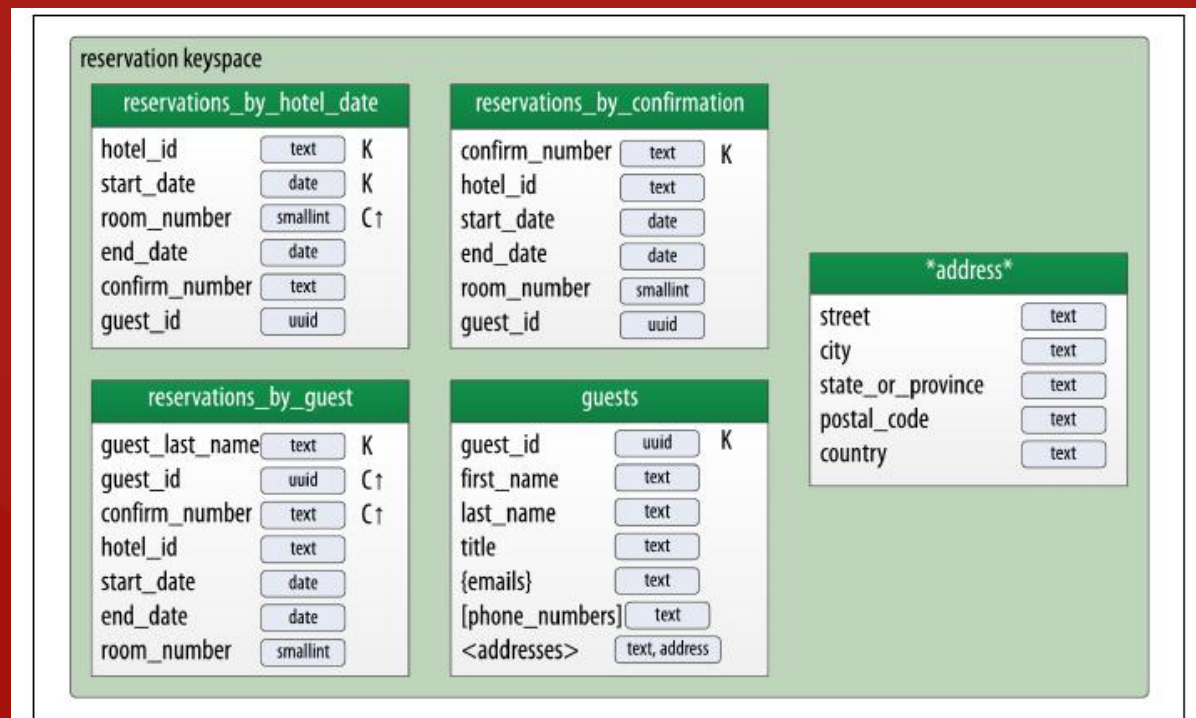 reservation keyspace
reservations_by_hotel_date
hotel_id text K
start_date date K
room_number smallint C↑
end_date date
confirm_number text
guest_id uuid
reservations_by_confirmation
confirm_number text K
hotel_id text
start_date date
end_date date
room_number smallint
guest_id uuid
*address*
street text
city text
state_or_province text
postal_code text
country text
reservations_by_guest
guest_last_name text K
guest_id uuid C↑
confirm_number text C↑
hotel_id text
start_date date
end_date date
room_number smallint
guests
guest_id uuid K
first_name text
last_name text
title text
{emails} text
[phone_numbers] text
<addresses> text, address